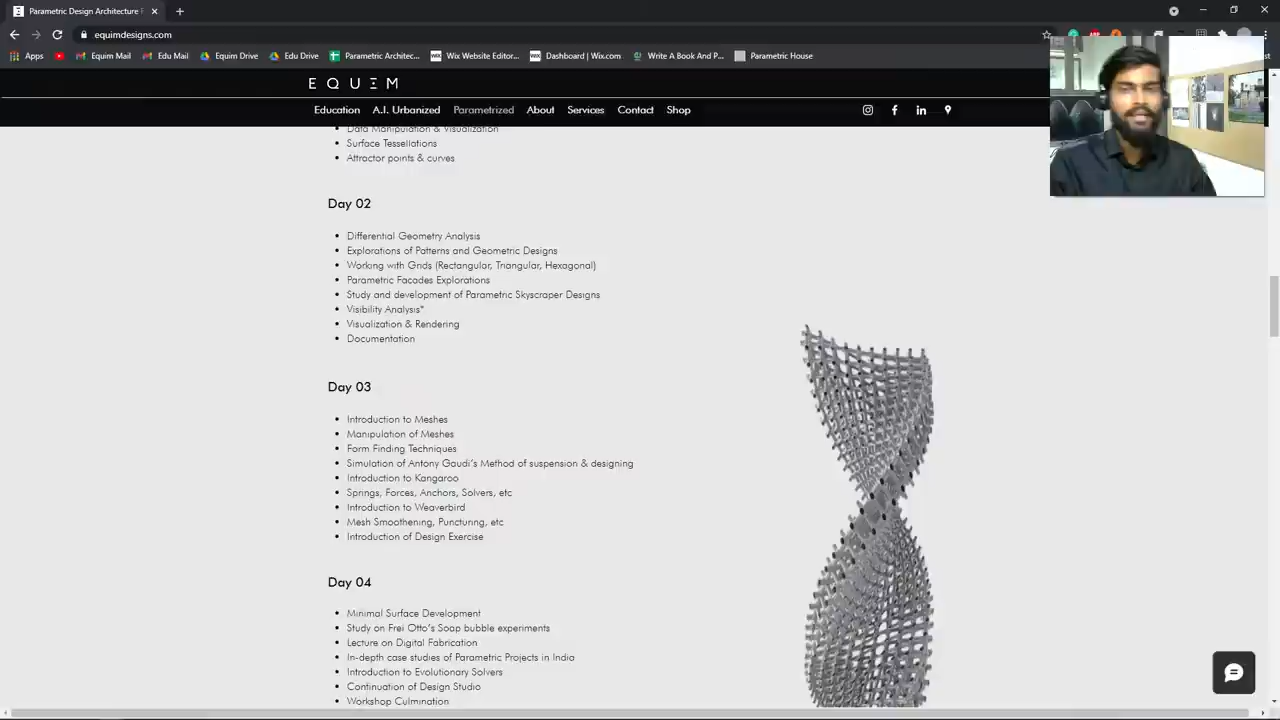 Parametric Design Architecture F
equimdesigns.com
Apps
Equim Mail
Edu Mail
Equim Drive
Edu Drive
Parametric Architec...
Wix Website Editor...
Dashboard | Wix.com
Write A Book And P...
Parametric House
EQUΞM
Education A.I. Urbanized Parametrized About Services Contact Shop
Data Manipulation & Visualization
Surface Tessellations
Attractor points & curves
Day 02
Differential Geometry Analysis
Explorations of Patterns and Geometric Designs
Working with Grids (Rectangular, Triangular, Hexagonal)
Parametric Facades Explorations
Study and development of Parametric Skyscraper Designs
Visibility Analysis*
Visualization & Rendering
Documentation
Day 03
Introduction to Meshes
Manipulation of Meshes
Form Finding Techniques
Simulation of Antony Gaudi's Method of suspension & designing
Introduction to Kangaroo
Springs, Forces, Anchors, Solvers, etc
Introduction to Weaverbird
Mesh Smoothening, Puncturing, etc
Introduction of Design Exercise
Day 04
Minimal Surface Development
Study on Frei Otto's Soap bubble experiments
Lecture on Digital Fabrication
In-depth case studies of Parametric Projects in India
Introduction to Evolutionary Solvers
Continuation of Design Studio
Workshop Culmination